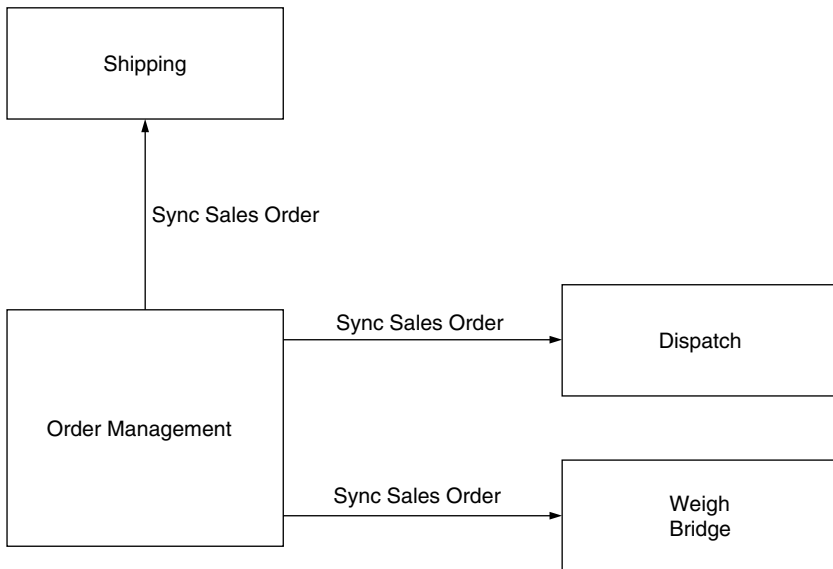 Shipping
Sync Sales Order
Sync Sales Order
Dispatch
Order Management
Sync Sales Order
Weigh
Bridge